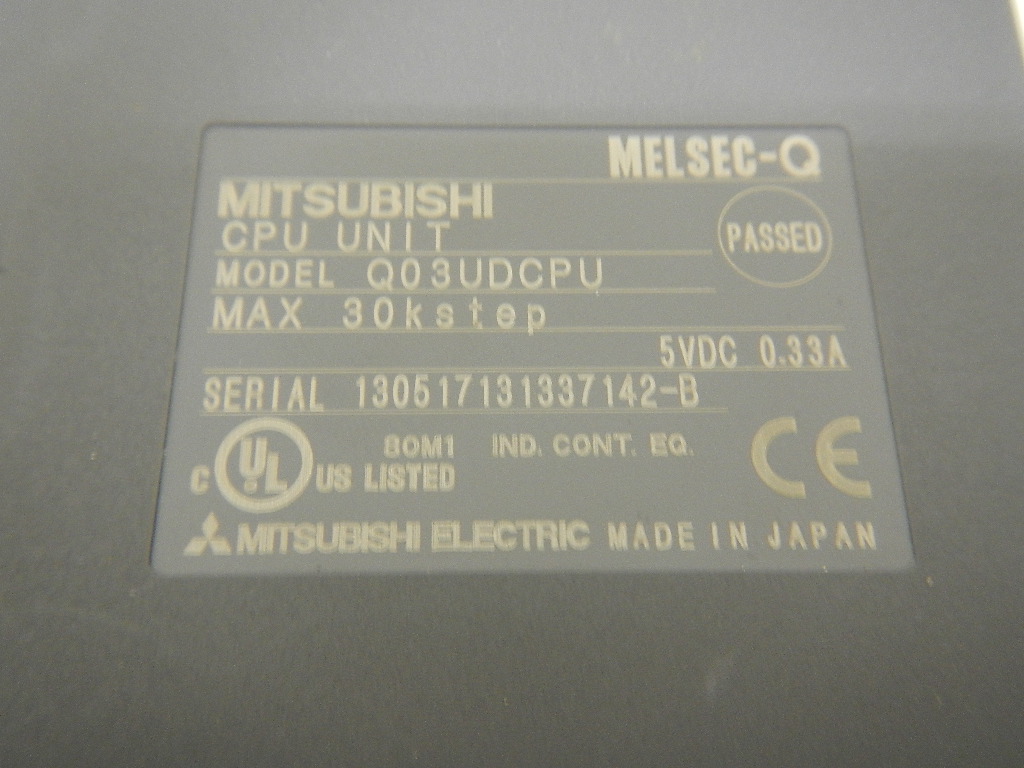 MELSEC-Q
MITSUBISHI
CPU UNIT
PASSED
MODEL Q03UDCPU
MAX 30kstep
5VDC 0.33A
SERIAL 130517131337142-B
80M1 IND. CONT. EQ.
C UL US LISTED
CE
MITSUBISHI ELECTRIC MADE IN JAPAN